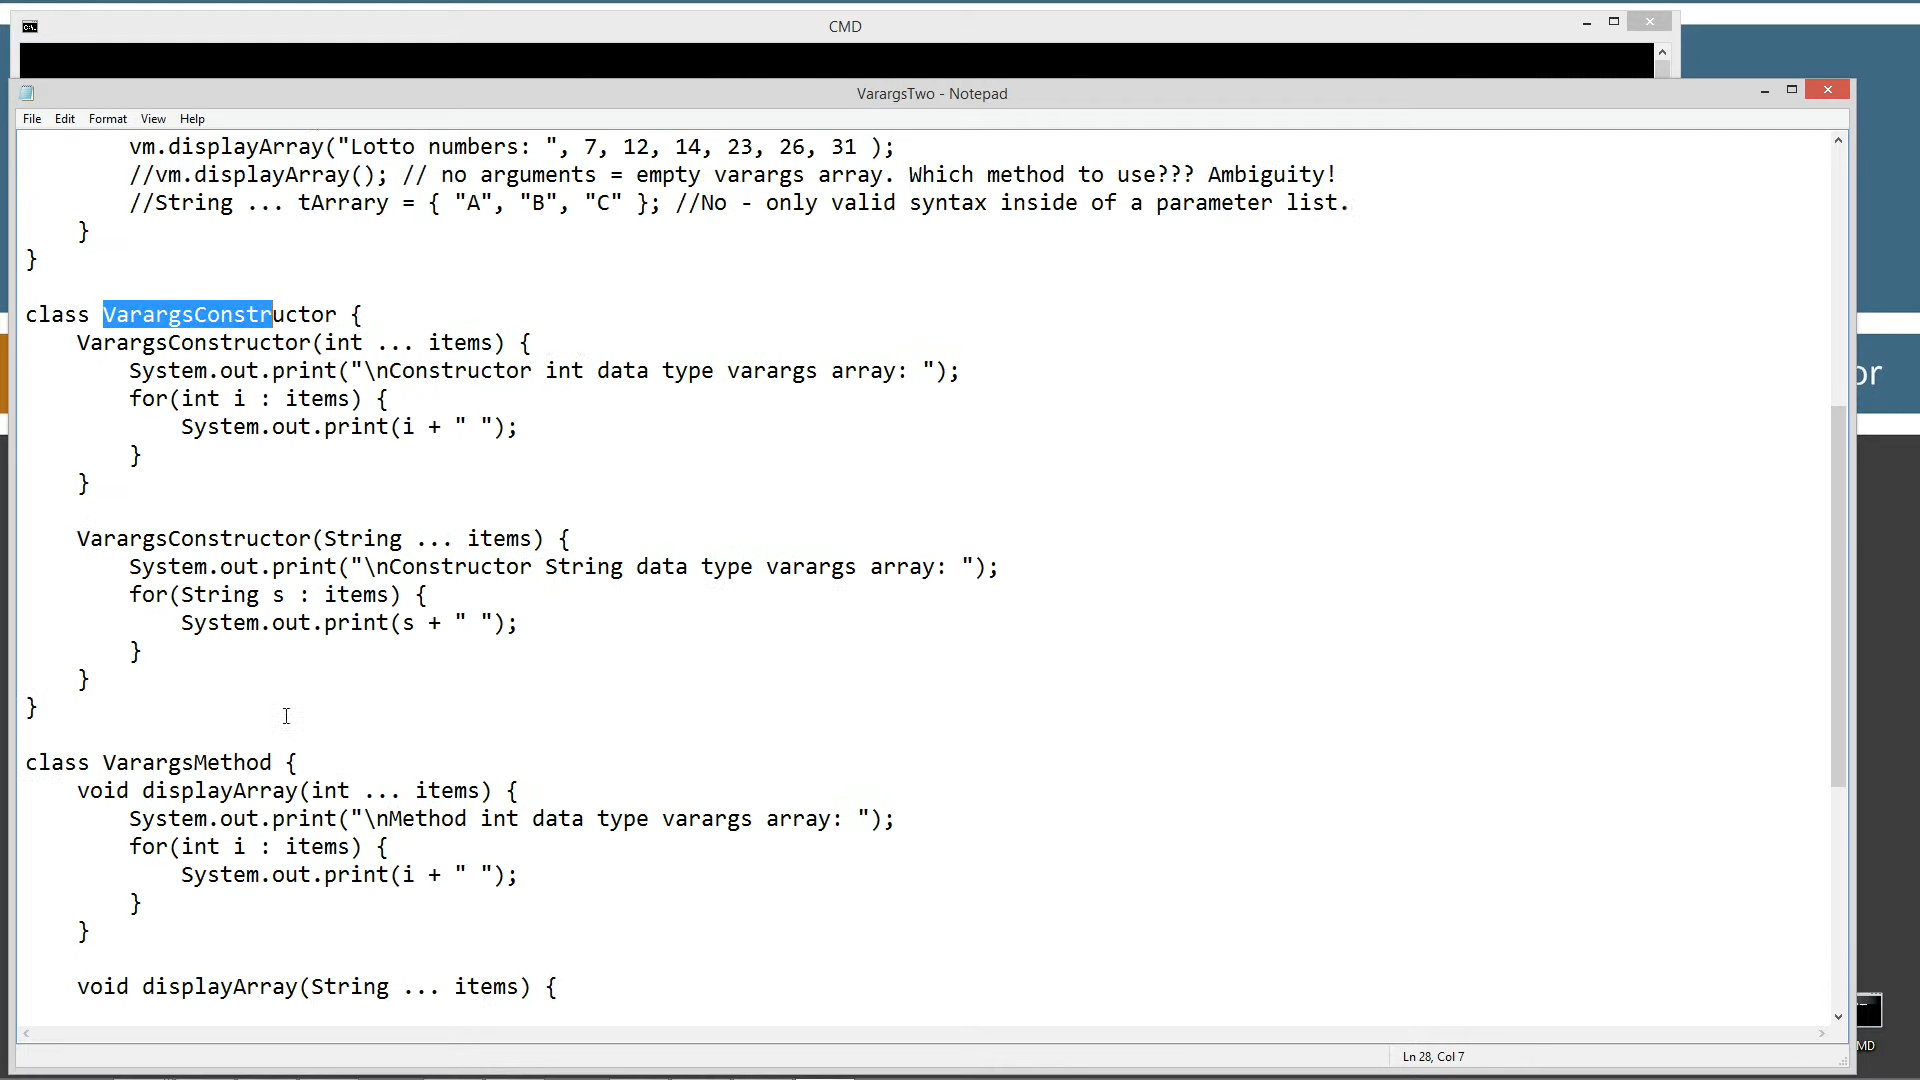 CMD
VarargsTwo - Notepad
File Edit Format View Help
        vm.displayArray("Lotto numbers: ", 7, 12, 14, 23, 26, 31 );
        //vm.displayArray(); // no arguments = empty varargs array. Which method to use??? Ambiguity!
        //String ... tArrary = { "A", "B", "C" }; //No - only valid syntax inside of a parameter list.
    }
}
class VarargsConstructor {
    VarargsConstructor(int ... items) {
        System.out.print("\nConstructor int data type varargs array: ");
        for(int i : items) {
            System.out.print(i + " ");
        }
    }
    VarargsConstructor(String ... items) {
        System.out.print("\nConstructor String data type varargs array: ");
        for(String s : items) {
            System.out.print(s + " ");
        }
    }
}
class VarargsMethod {
    void displayArray(int ... items) {
        System.out.print("\nMethod int data type varargs array: ");
        for(int i : items) {
            System.out.print(i + " ");
        }
    }
    void displayArray(String ... items) {
Ln 28, Col 7
or
MD